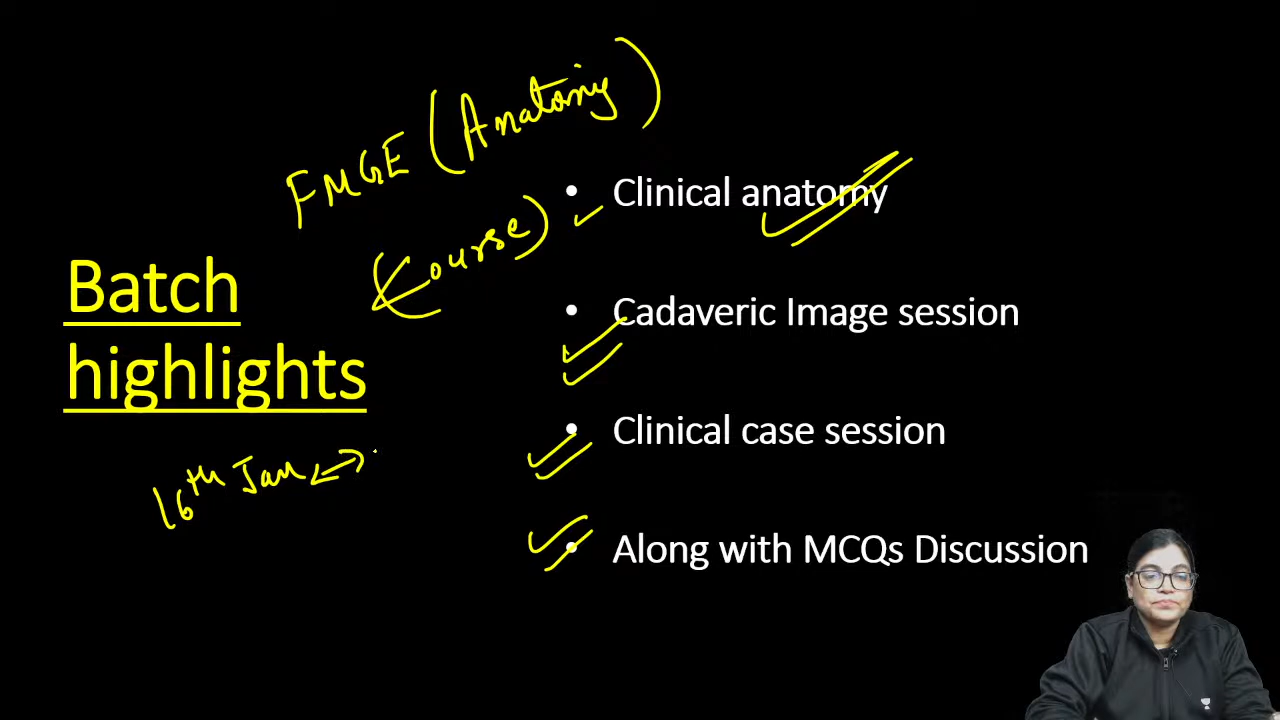 FMGE (Anatomy)
(Course)
Batch
highlights
16th Jan
• Clinical anatomy
• Cadaveric Image session
• Clinical case session
• Along with MCQs Discussion